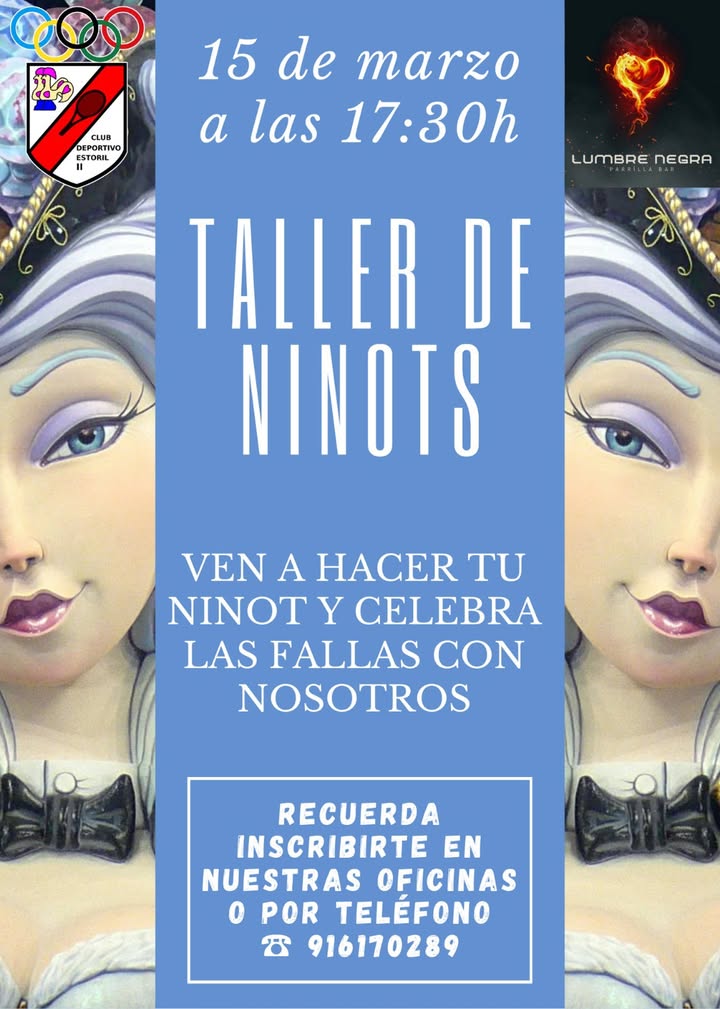 15 de marzo
a las 17:30h
CLUB
DEPORTIVO
ESTORIL
II
LUMBRE NEGRA
PARRILLA BAR
TALLER DE
NINOTS
VEN A HACER TU
NINOT Y CELEBRA
LAS FALLAS CON
NOSOTROS
RECUERDA
INSCRIBIRTE EN
NUESTRAS OFICINAS
O POR TELÉFONO
☎ 916170289